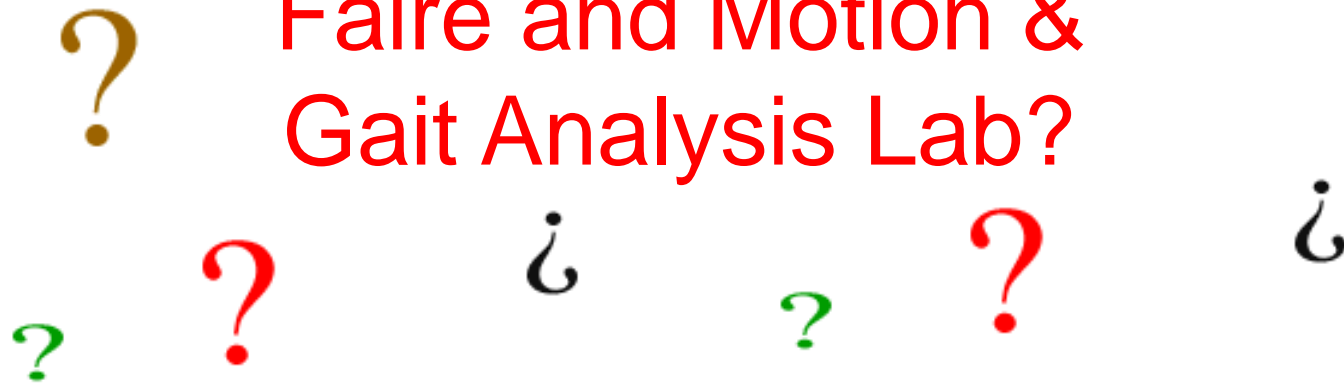 Faire and Motion &
Gait Analysis Lab?
?
? ¿ ? ¿
? ?